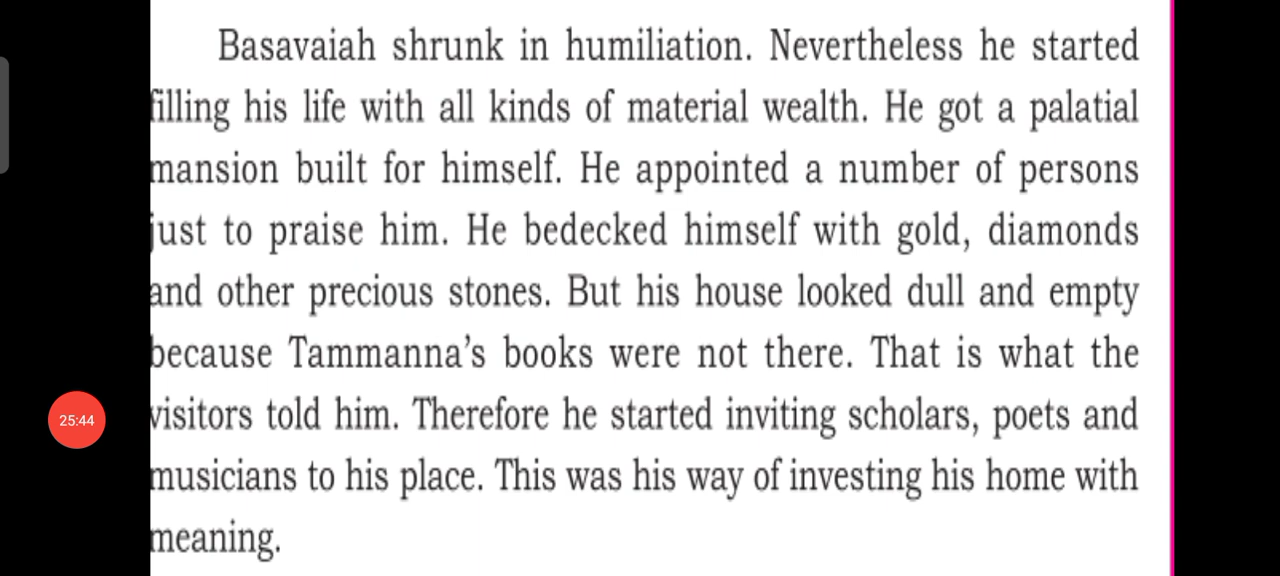 Basavaiah shrunk in humiliation. Nevertheless he started
filling his life with all kinds of material wealth. He got a palatial
mansion built for himself. He appointed a number of persons
just to praise him. He bedecked himself with gold, diamonds
and other precious stones. But his house looked dull and empty
because Tammanna’s books were not there. That is what the
visitors told him. Therefore he started inviting scholars, poets and
25:44
musicians to his place. This was his way of investing his home with
meaning.